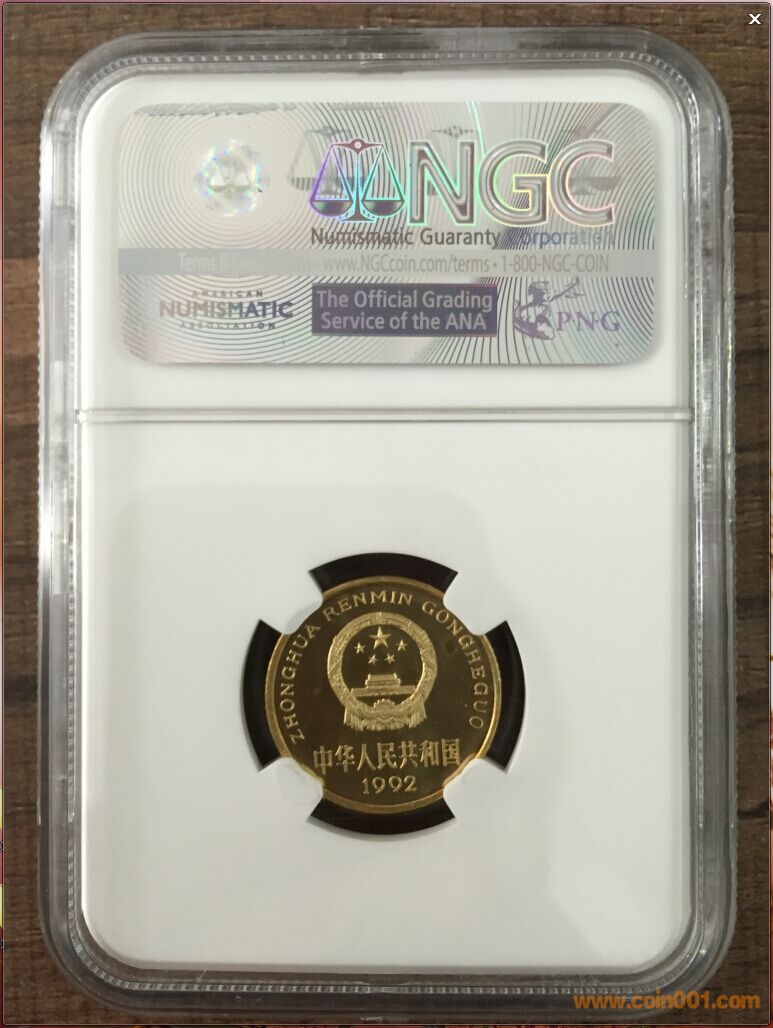 NGC
Numismatic Guaranty Corporation
Terms & - www.NGCcoin.com/terms • 1-800-NGC-COIN
AMERICAN
NUMISMATIC
ASSOCIATION
The Official Grading
Service of the ANA
PNG
ZHONGHUA RENMIN GONGHEGUO
中华人民共和国
1992
www.coin001.com